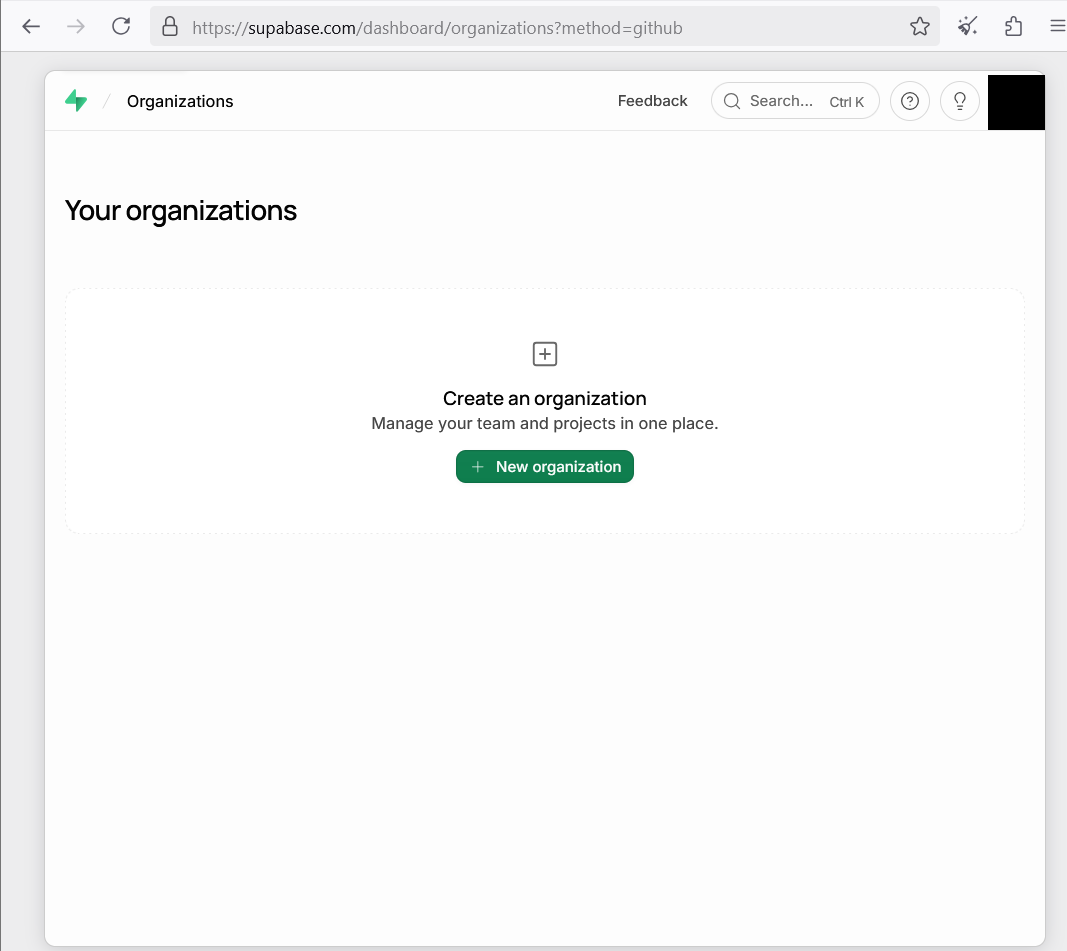 https://supabase.com/dashboard/organizations?method=github
/ Organizations Feedback Search... Ctrl K
Your organizations
Create an organization
Manage your team and projects in one place.
+ New organization